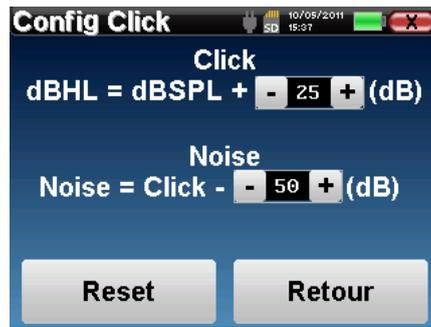 Config Click SD 10/05/2011 X
15:37
Click
dBHL = dBSPL + - 25 + (dB)
Noise
Noise = Click - - 50 + (dB)
Reset Retour